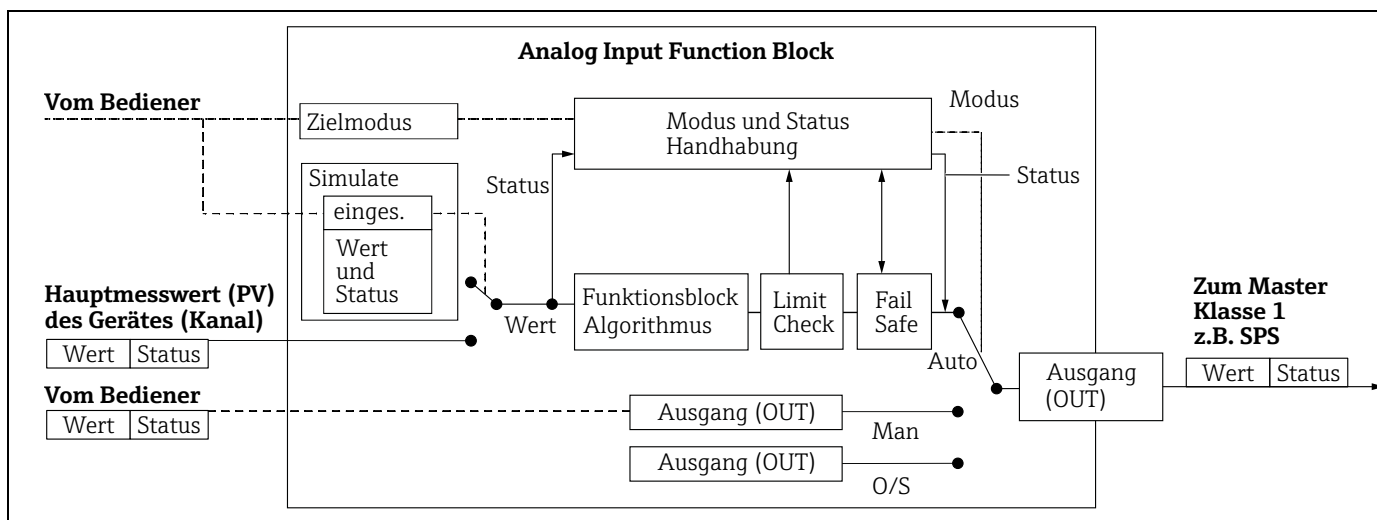 Analog Input Function Block
Vom Bediener
Zielmodus
Modus und Status
Handhabung
Modus
Status
Simulate
einges.
Wert
und
Status
Status
Hauptmesswert (PV)
des Gerätes (Kanal)
Wert Status
Wert
Funktionsblock
Algorithmus
Limit
Check
Fail
Safe
Auto
Zum Master
Klasse 1
z.B. SPS
Wert Status
Ausgang
(OUT)
Vom Bediener
Wert Status
Ausgang (OUT)
Man
Ausgang (OUT)
O/S